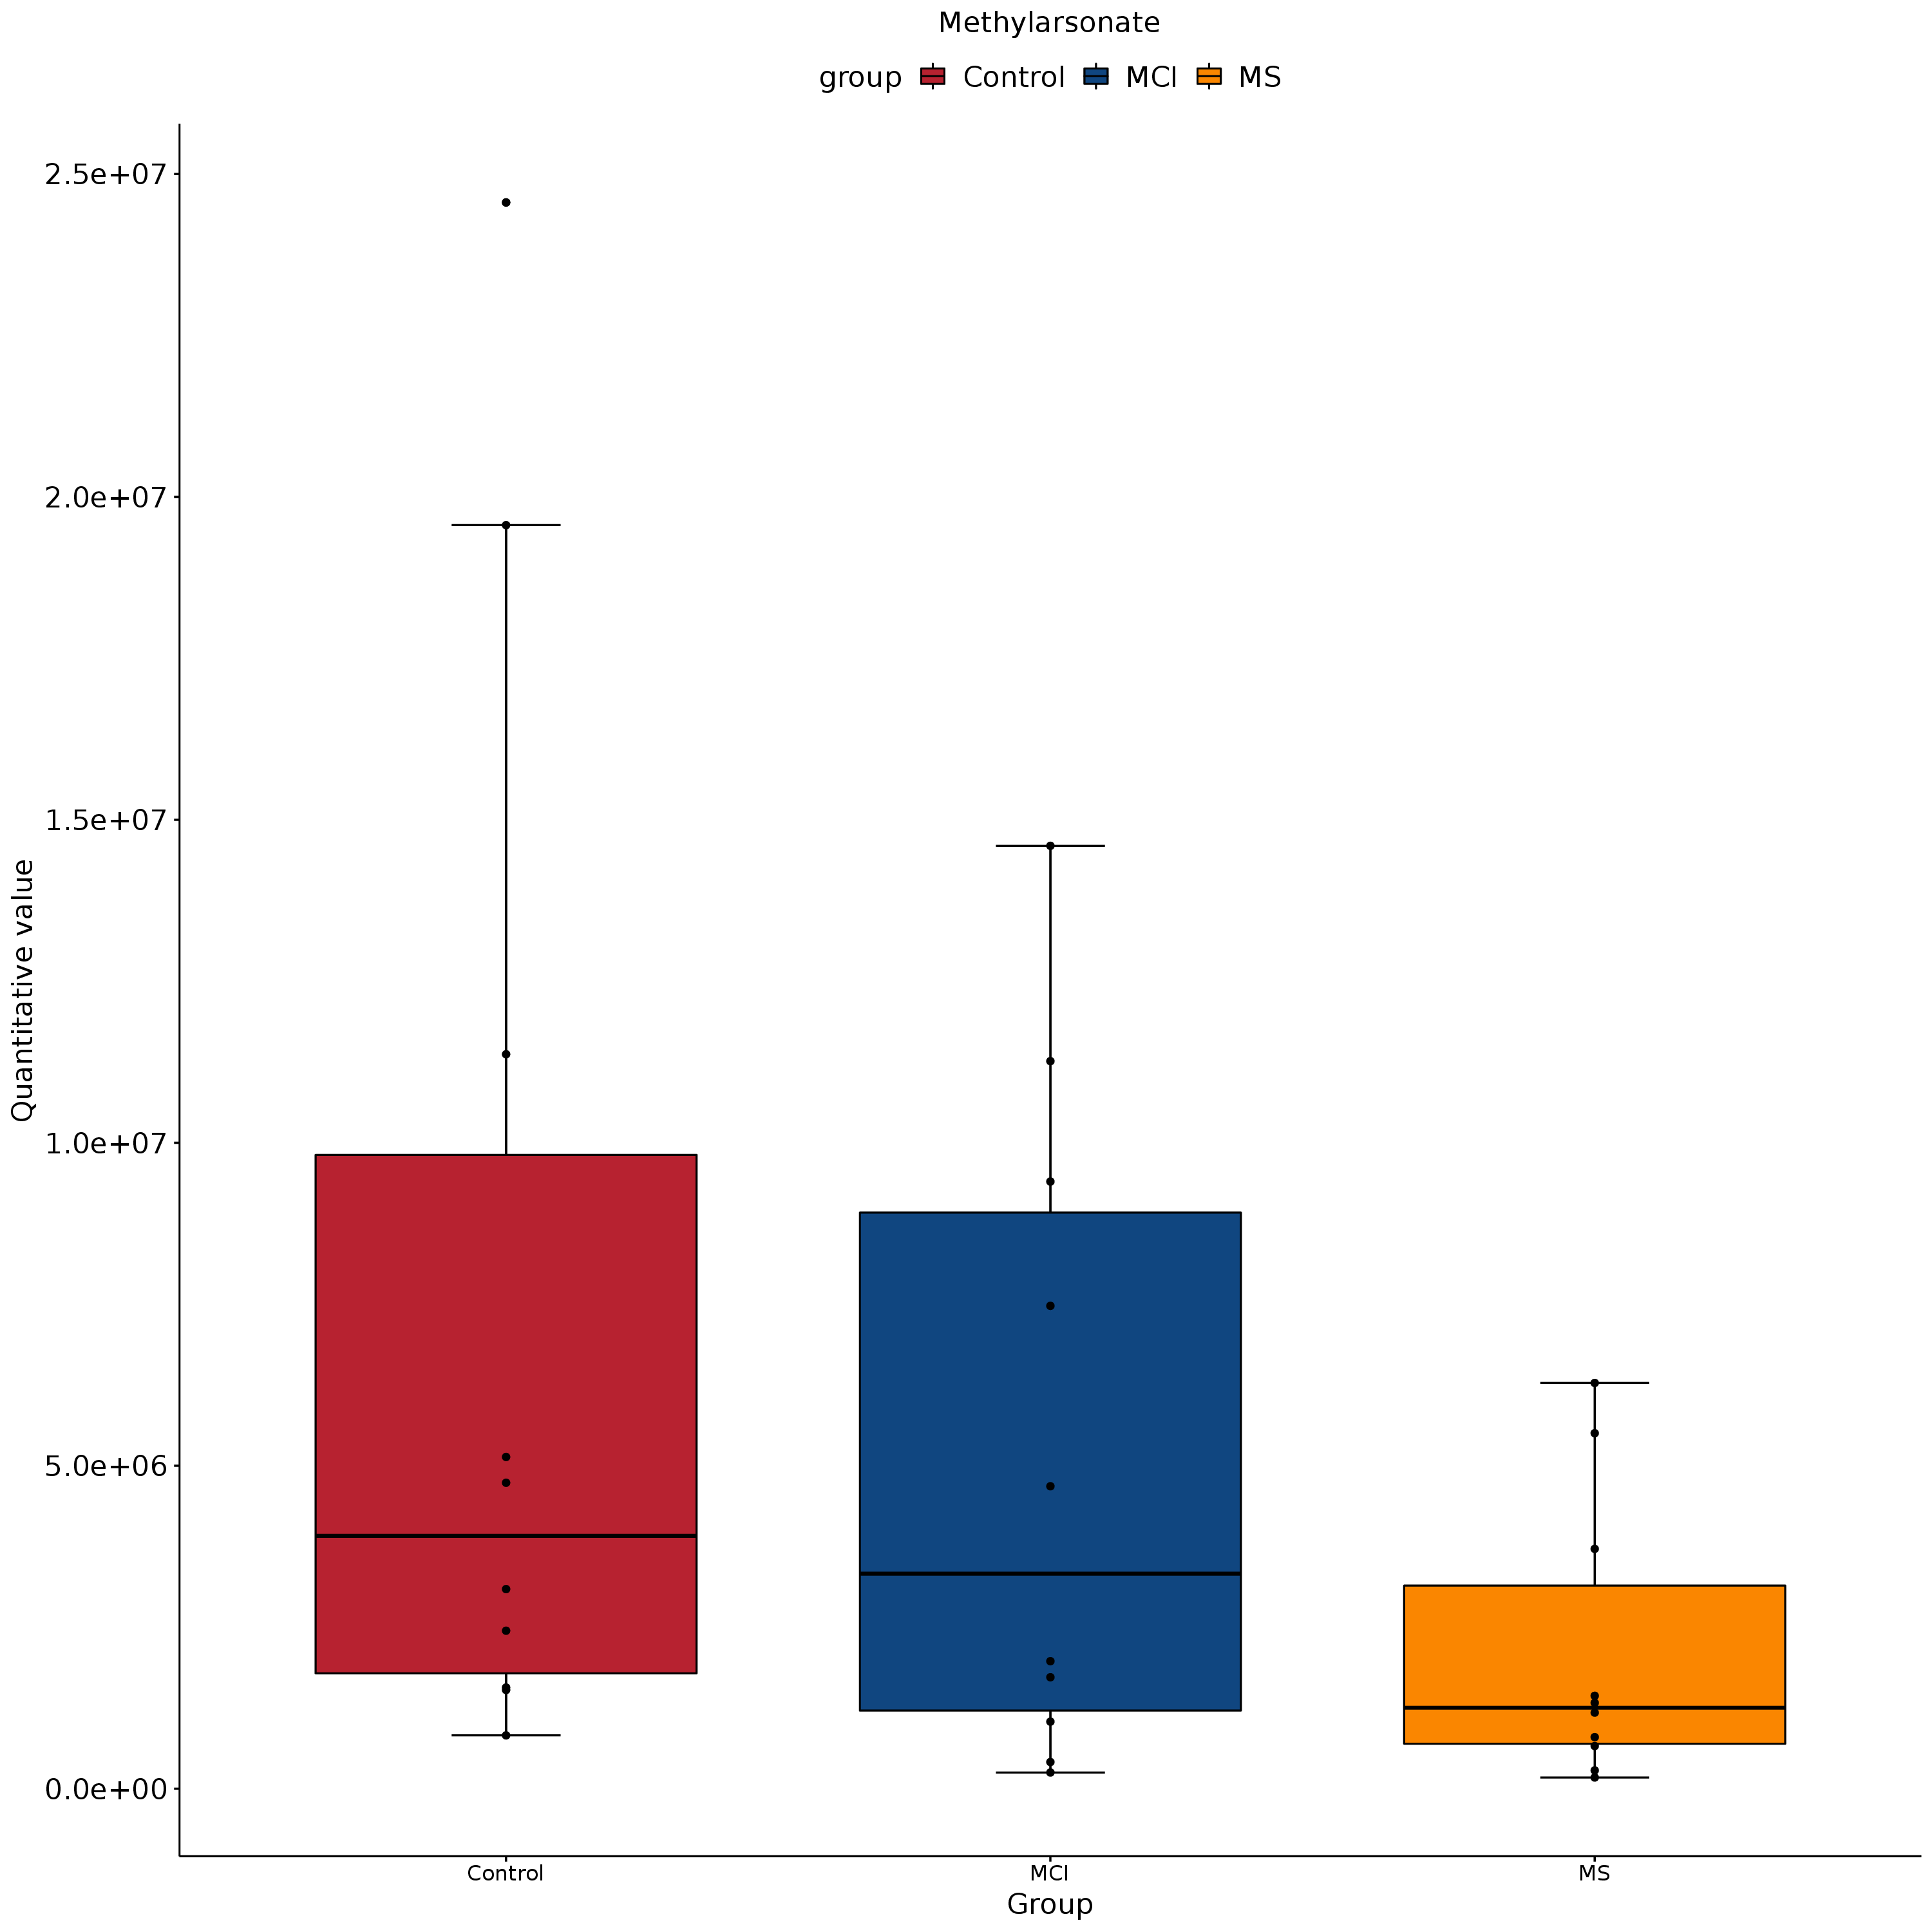 Methylarsonate
group Control MCI MS
2.5e+07
2.0e+07
1.5e+07
1.0e+07
5.0e+06
0.0e+00
Quantitative value
Control MCI MS
Group